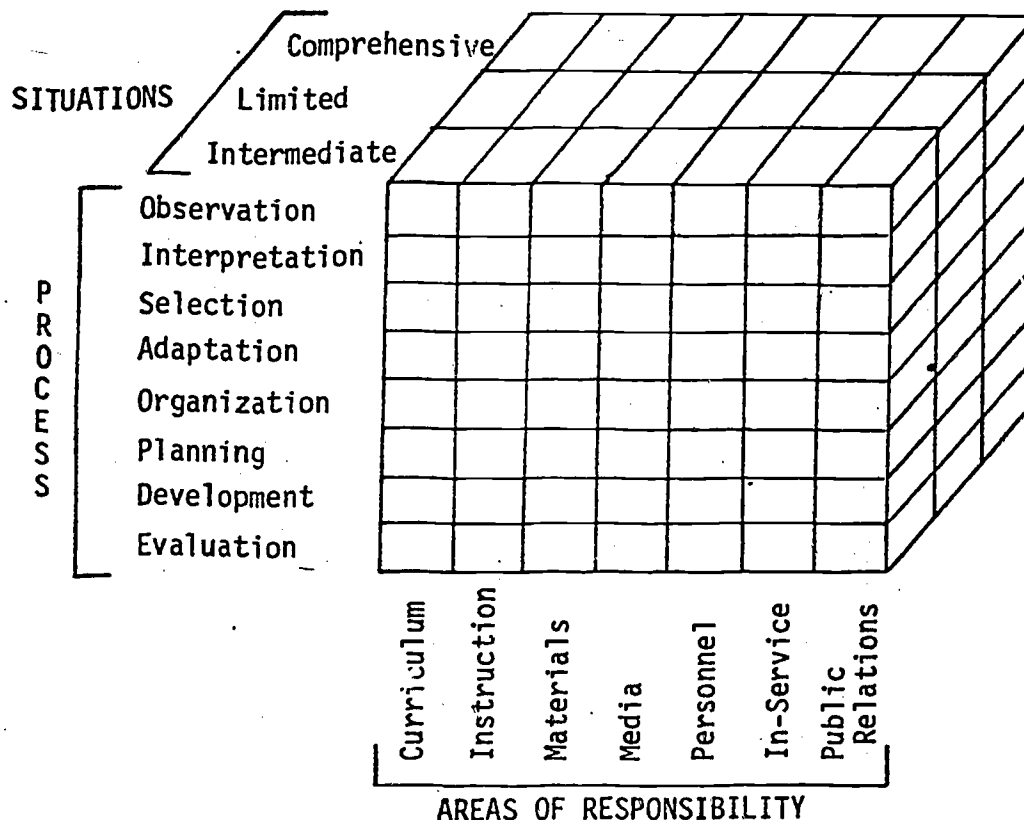 Comprehensive
SITUATIONS
Limited
Intermediate
PROCESS
Observation
Interpretation
Selection
Adaptation
Organization
Planning
Development
Evaluation
Curriculum
Instruction
Materials
Media
Personnel
In-Service
Public
Relations
AREAS OF RESPONSIBILITY